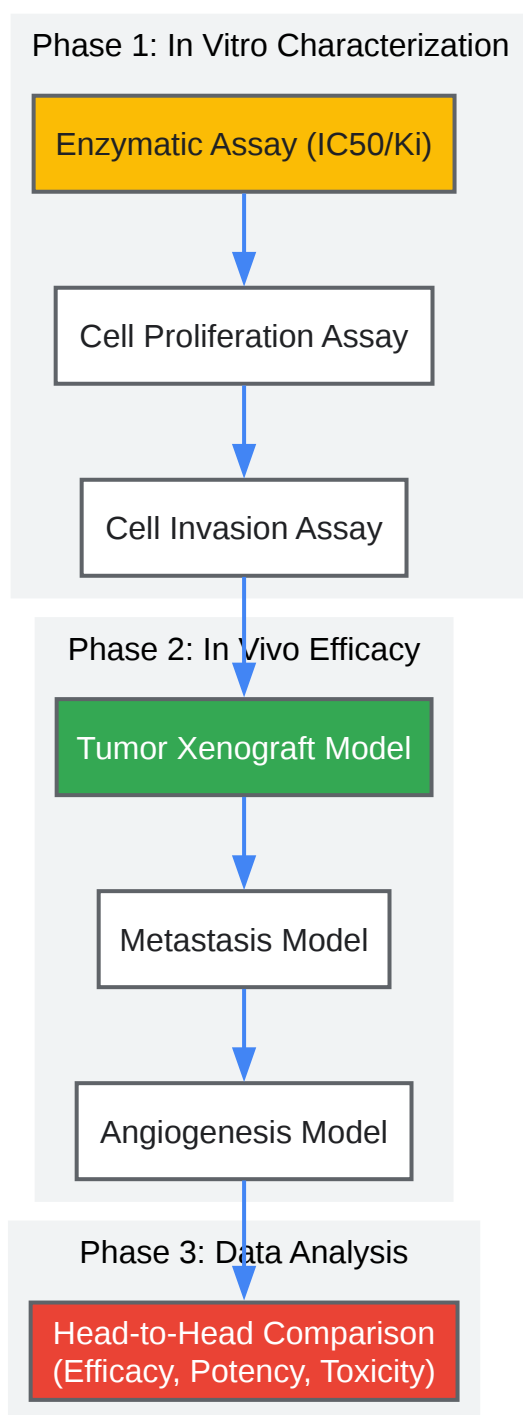 Phase 1: In Vitro Characterization
Enzymatic Assay (IC50/Ki)
Cell Proliferation Assay
Cell Invasion Assay
Phase 2: In Vivo Efficacy
Tumor Xenograft Model
Metastasis Model
Angiogenesis Model
Phase 3: Data Analysis
Head-to-Head Comparison
(Efficacy, Potency, Toxicity)